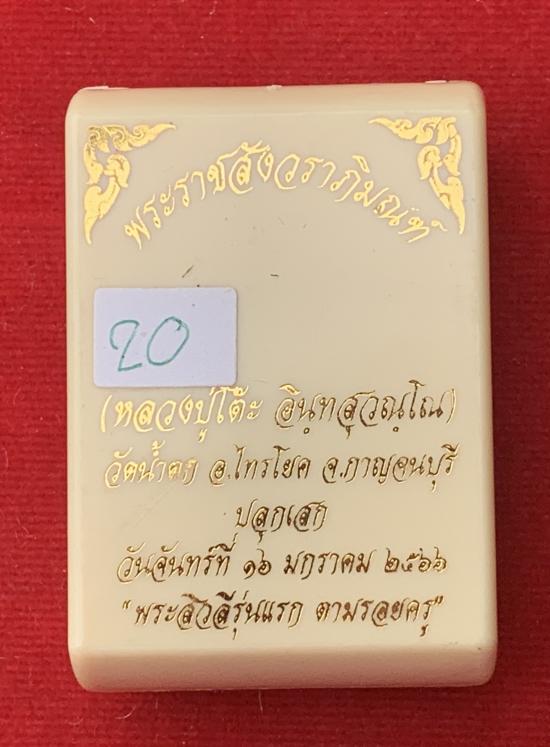 พระราชสังวราภิมณฑ์
20
(หลวงปู่โต๊ะ อินฺทสุวณฺโณ)
วัดน้ำตก อ.ไทรโยค จ.กาญจนบุรี
ปลุกเสก
วันจันทร์ที่ ๑๖ มกราคม ๒๕๖๖
"พระสิวลีรุ่นแรก ตามรอยครู"